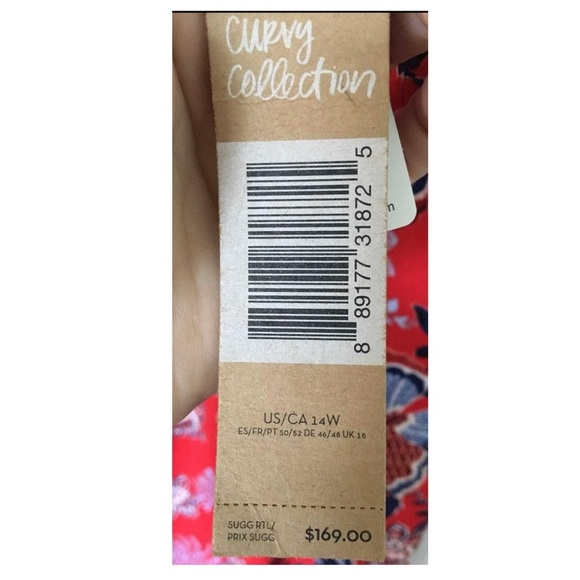 CURVY
collection
8 89177 31872 5
n
US/CA 14W
ES/FR/PT 50/52 DE 46/48 UK 18
SUGG RTL/
PRIX SUGG
$169.00